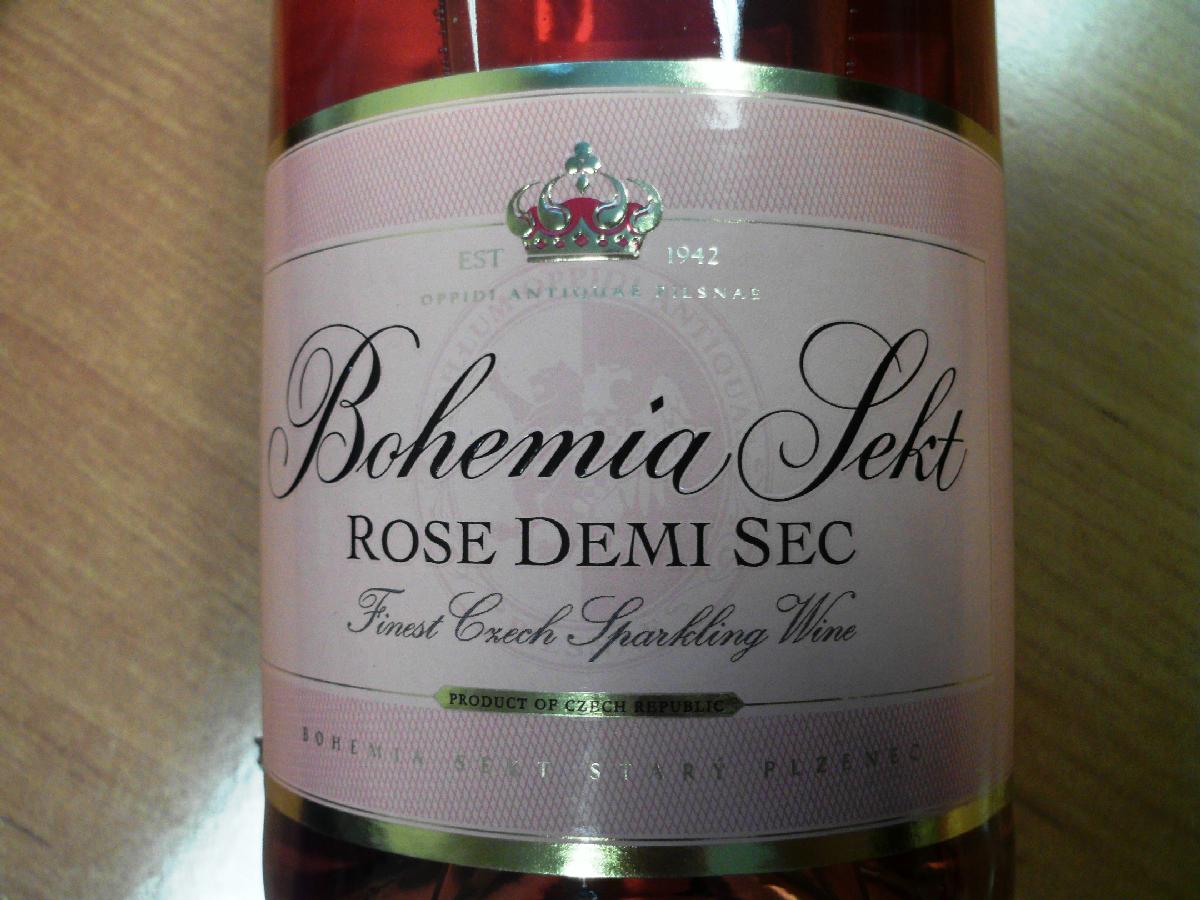 EST 1942
OPPIDI ANTIQUAE PILSNAE
Bohemia Sekt
ROSE DEMI SEC
Finest Czech Sparkling Wine
PRODUCT OF CZECH REPUBLIC
BOHEMIA SEKT STARÝ PLZENEC